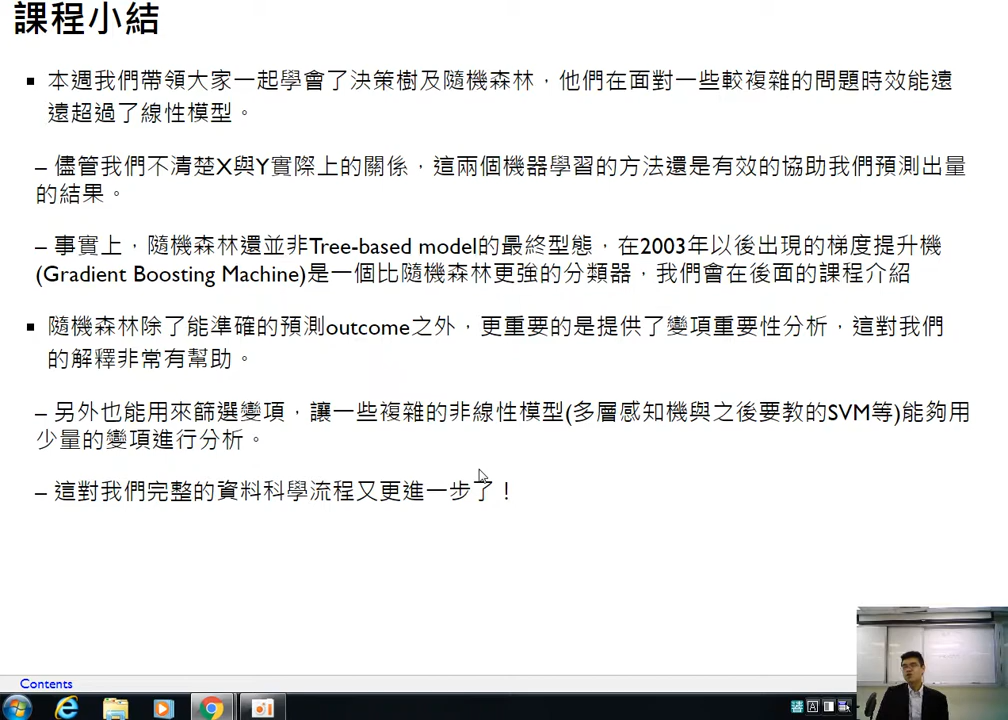 課程小結
▪ 本週我們帶領大家一起學會了決策樹及隨機森林，他們在面對一些較複雜的問題時效能遠
遠超過了線性模型。
– 儘管我們不清楚X與Y實際上的關係，這兩個機器學習的方法還是有效的協助我們預測出量
的結果。
– 事實上，隨機森林還並非Tree-based model的最終型態，在2003年以後出現的梯度提升機
(Gradient Boosting Machine)是一個比隨機森林更強的分類器，我們會在後面的課程介紹
▪ 隨機森林除了能準確的預測outcome之外，更重要的是提供了變項重要性分析，這對我們
的解釋非常有幫助。
– 另外也能用來篩選變項，讓一些複雜的非線性模型(多層感知機與之後要教的SVM等)能夠用
少量的變項進行分析。
– 這對我們完整的資料科學流程又更進一步了！
Contents